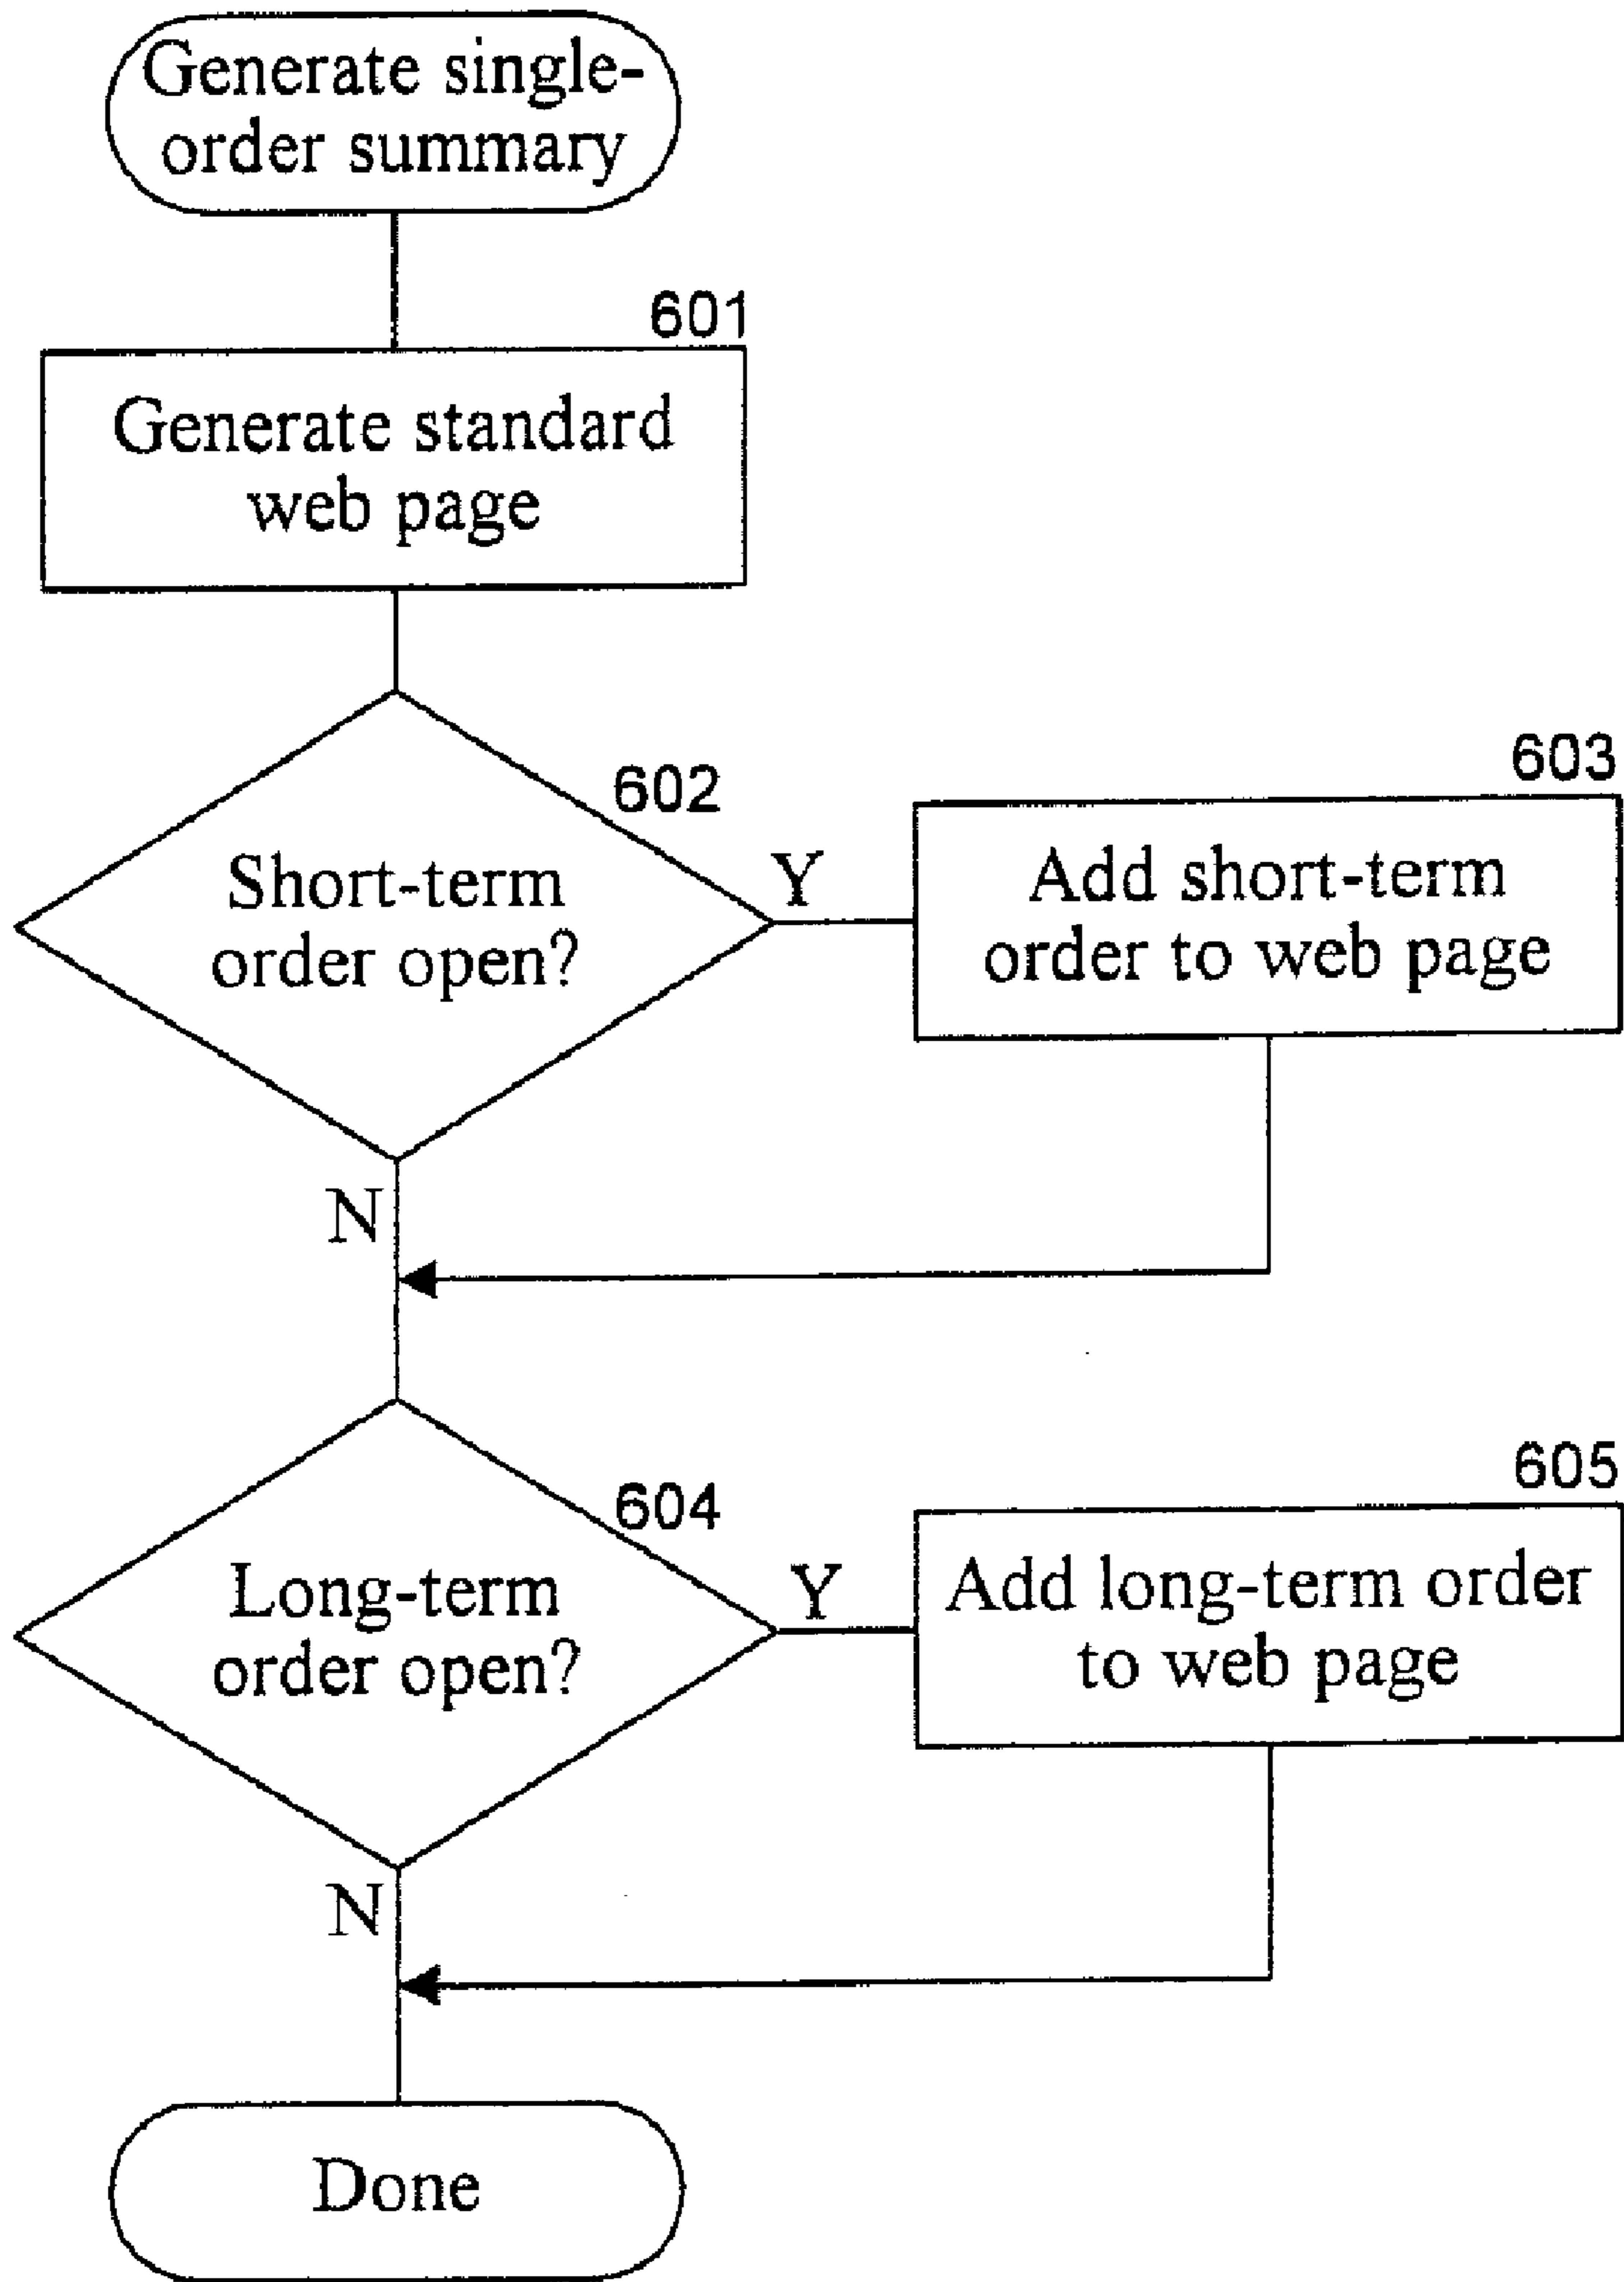 Generate single-
order summary
601
Generate standard
web page
602
Short-term
order open?
Y
603
Add short-term
order to web page
N
604
Long-term
order open?
Y
605
Add long-term order
to web page
N
Done